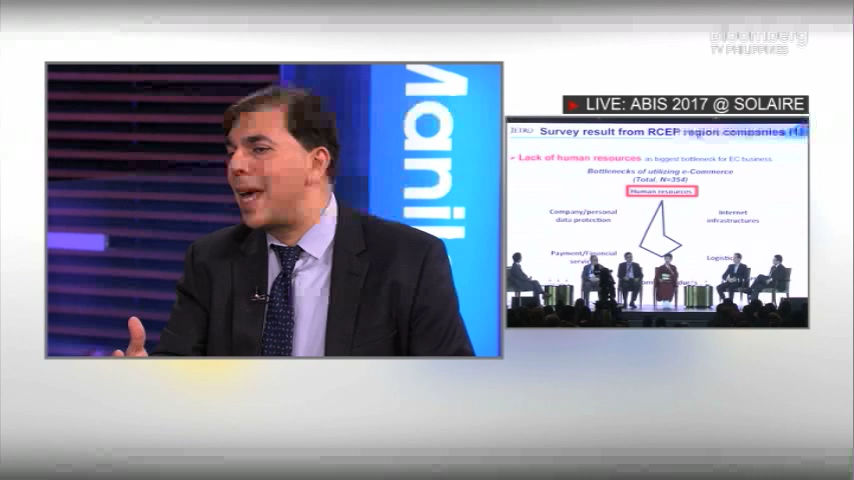 Bloomberg
TV PHILIPPINES
Manil
LIVE: ABIS 2017 @ SOLAIRE
JETRO
Survey result from RCEP region companies
Lack of human resources as biggest bottleneck for EC business
Bottlenecks of utilizing e-Commerce
(Total, N=354)
Human resources
Company/personal
data protection
Internet
infrastructures
Payment/Financial
Logistic